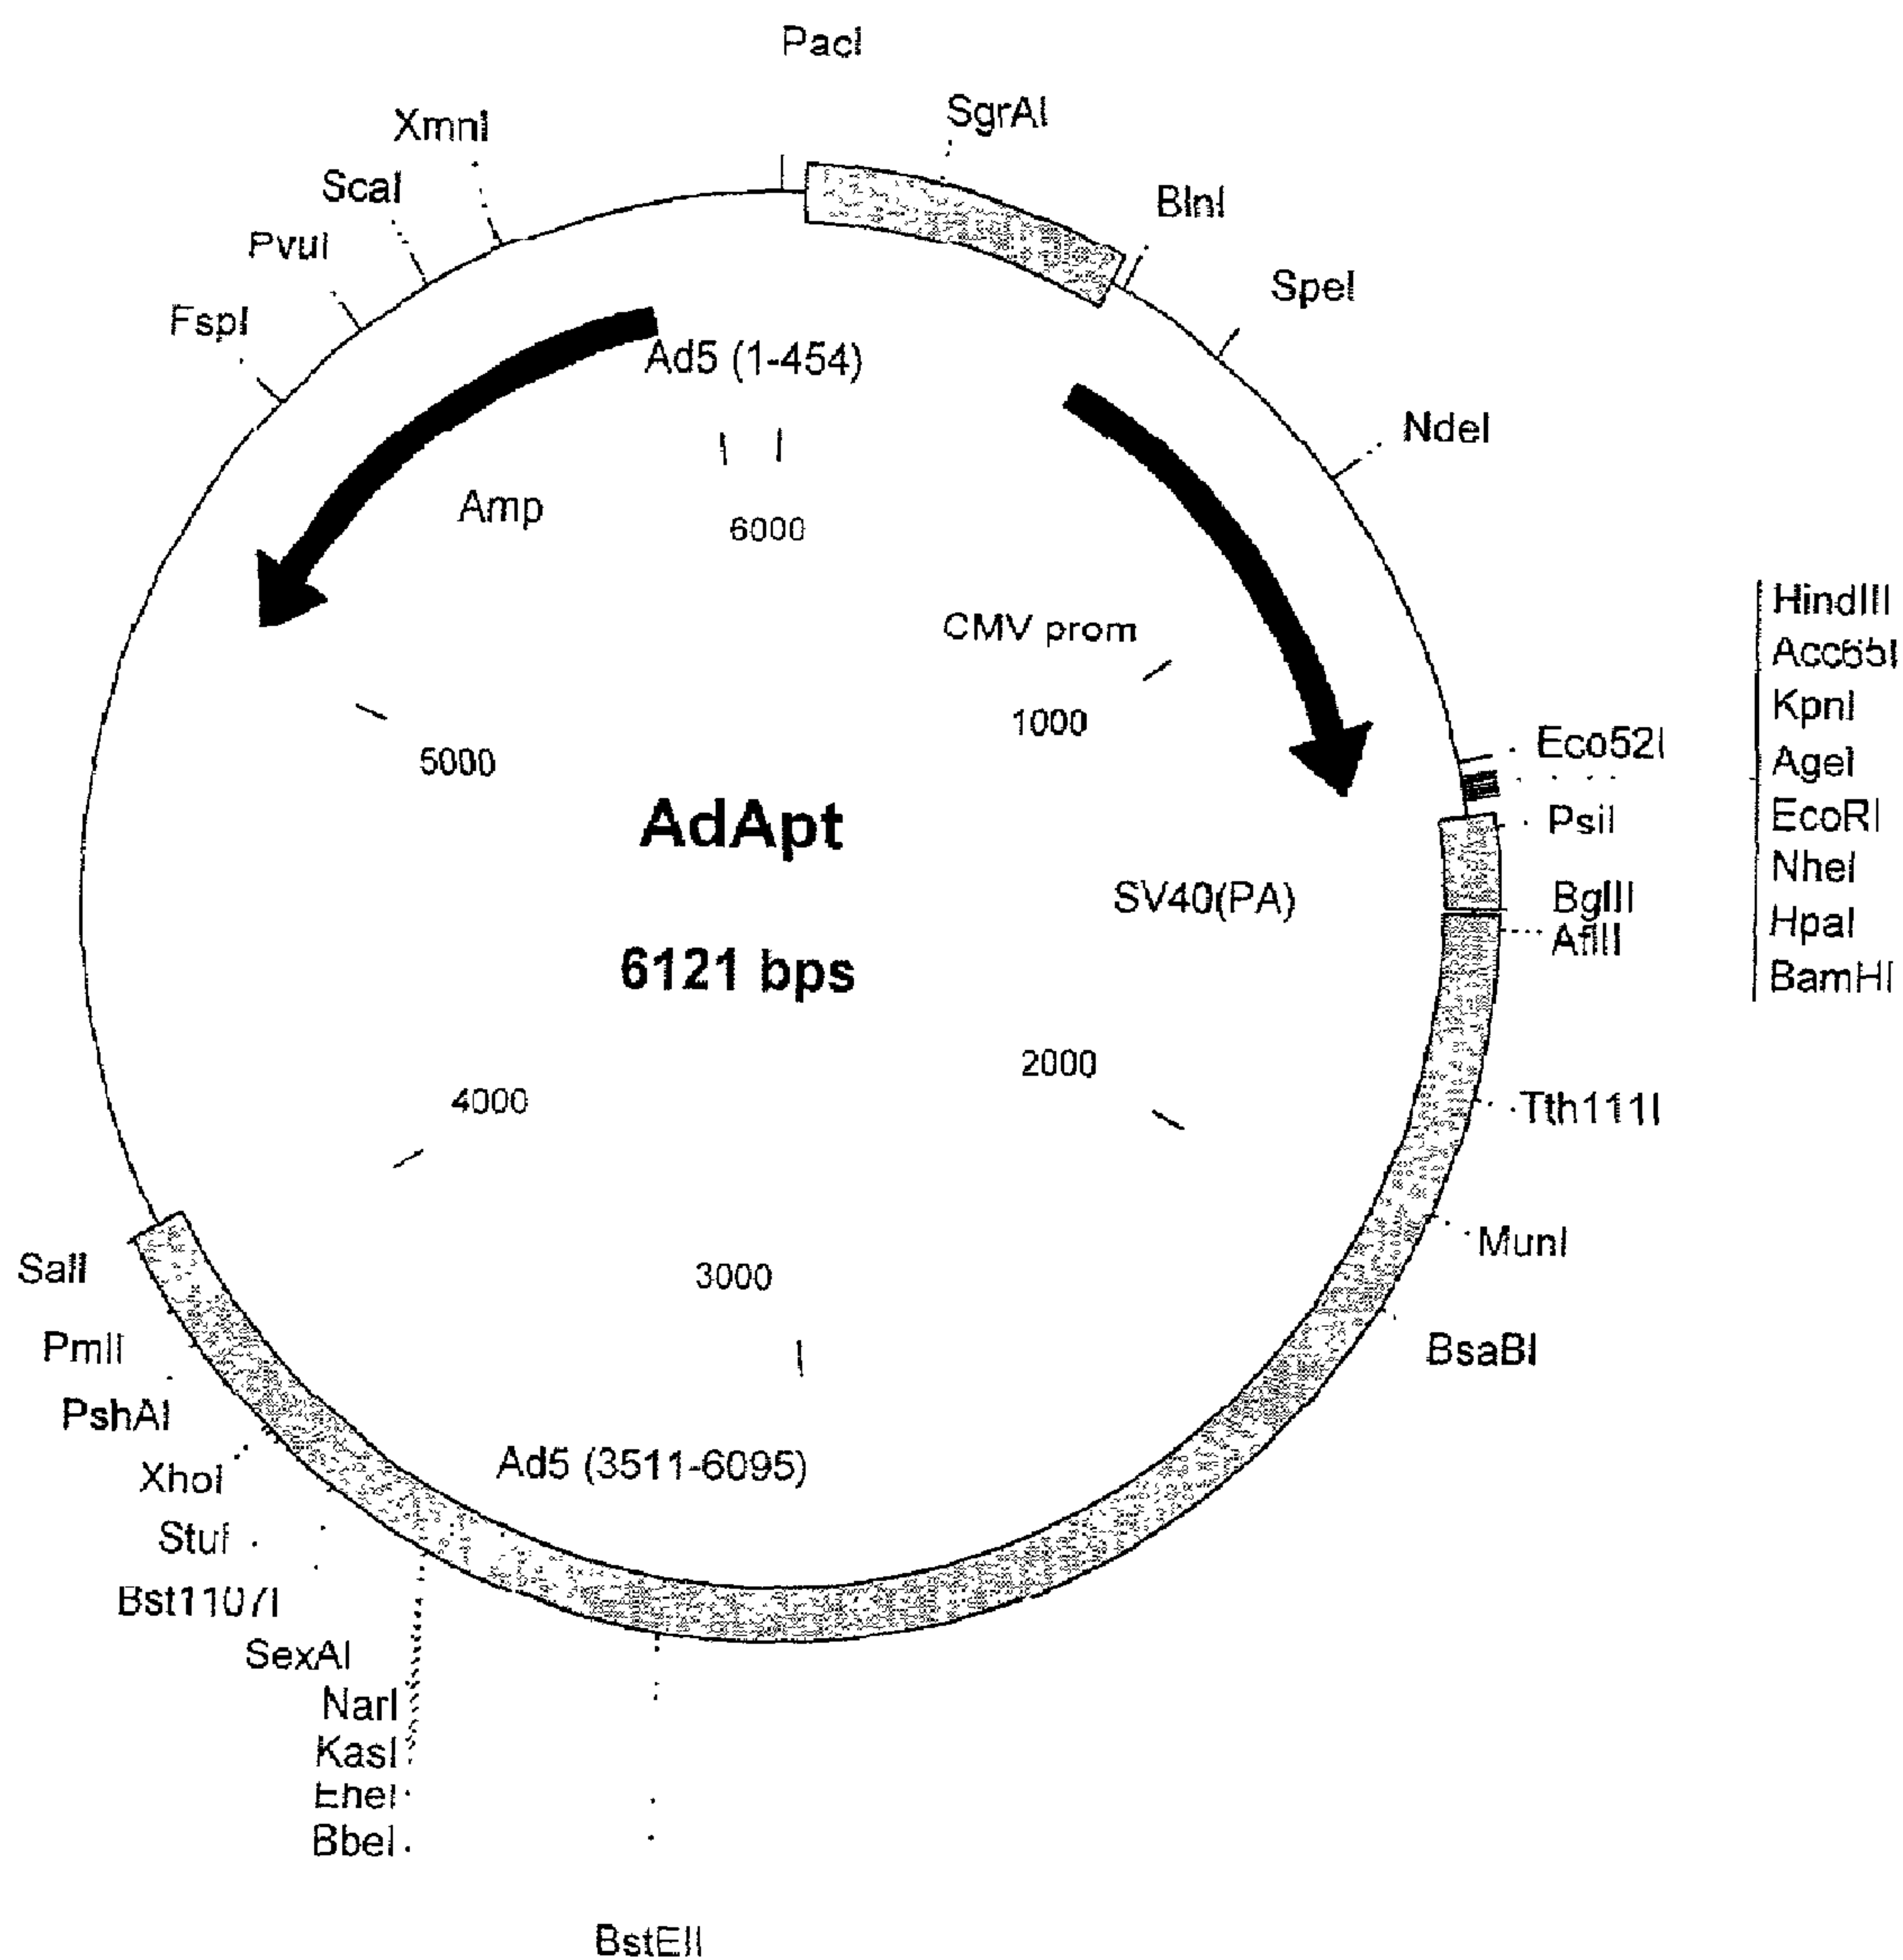 PacI
SgrAI
XmnI
BlnI
ScaI
PvuI
SpeI
FspI
Ad5 (1-454)
NdeI
Amp
6000
HindIII
CMV prom
Acc65I
KpnI
1000
Eco52I
5000
AgeI
AdApt
EcoRI
PsiI
NheI
SV40(PA)
BglII
HpaI
AflII
6121 bps
BamHI
2000
4000
Tth111I
MunI
SalI
3000
PmlI
BsaBI
PshAI
Ad5 (3511-6095)
XhoI
StuI
Bst1107I
SexAI
NarI
KasI
EheI
BbeI
BstEII